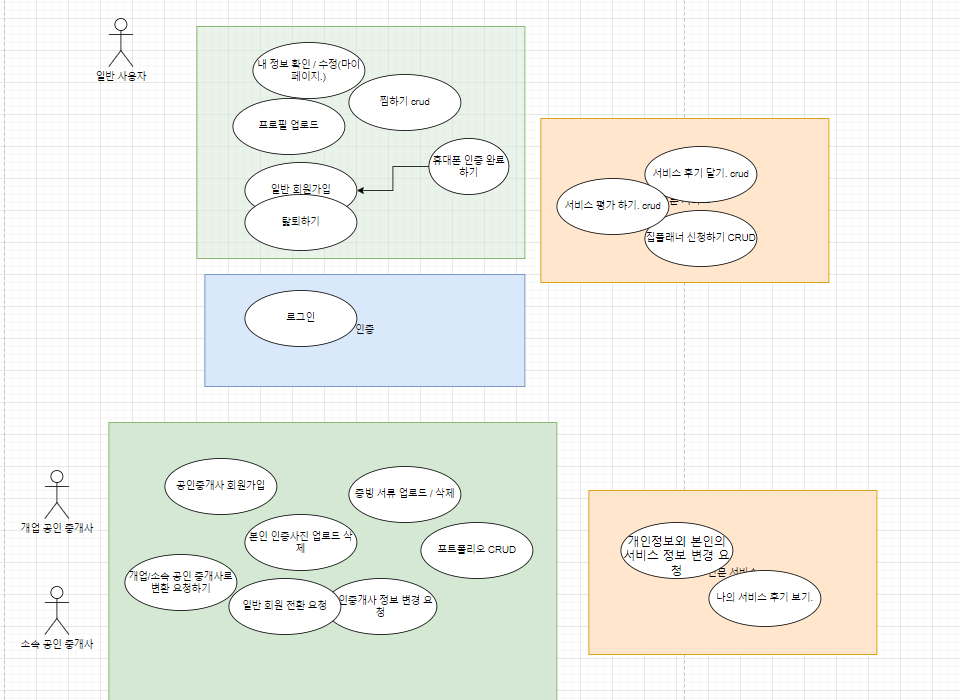 일반 사용자
내 정보 확인 / 수정(마이
페이지.)
찜하기 crud
프로필 업로드
휴대폰 인증 완료
하기
일반 회원가입
탈퇴하기
서비스 후기 달기. crud
서비스 평가 하기. crud
집플래너 신청하기 CRUD
로그인
인증
공인중개사 회원가입
증빙 서류 업로드 / 삭제
개업 공인 중개사
본인 인증사진 업로드 삭
제
포트폴리오 CRUD
개인정보외 본인의
서비스 정보 변경 요
청
개업/소속 공인 중개사로
변환 요청하기
일반 회원 전환 요청
인증개사 정보 변경 요
청
나의 서비스 후기 보기.
소속 공인 중개사